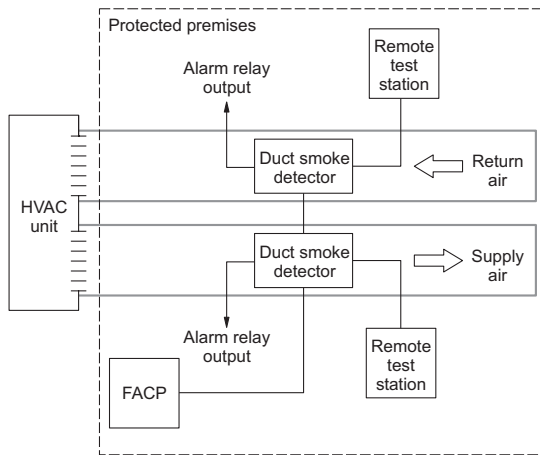 Protected premises
Remote
test
station
Alarm relay
output
Duct smoke
detector
Return
air
HVAC
unit
Duct smoke
detector
Supply
air
Alarm relay
output
Remote
test
station
FACP